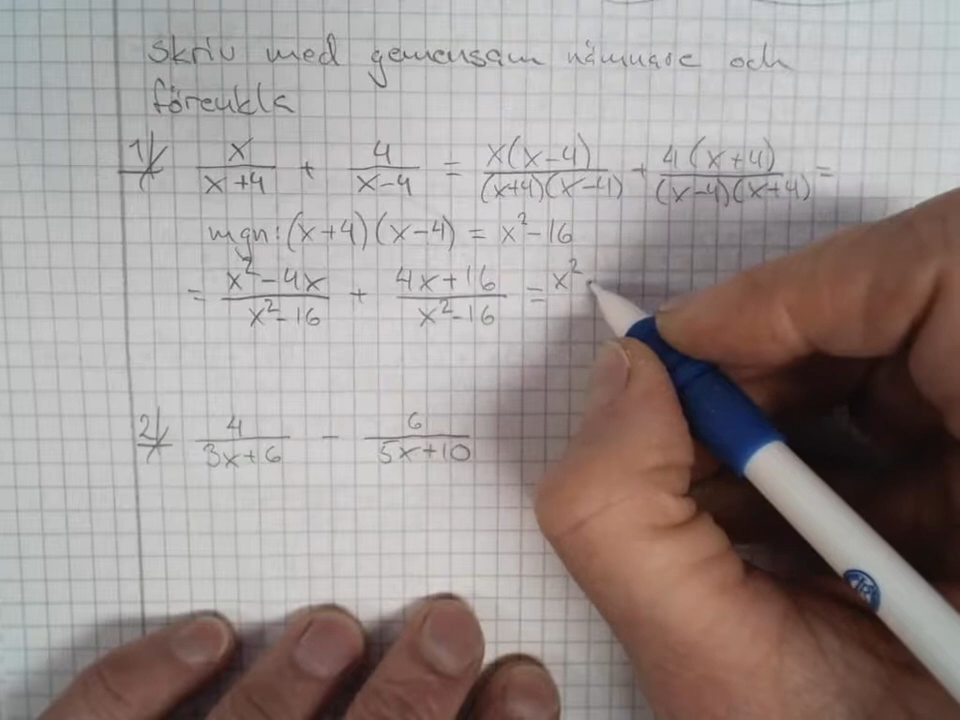 Skriv med gemensam nämnare och
förenkla
1/ x/(x+4) + 4/(x-4) = x(x-4)/((x+4)(x-4)) + 4(x+4)/((x-4)(x+4)) =
mgn: (x+4)(x-4) = x²-16
= (x²-4x)/(x²-16) + (4x+16)/(x²-16) = x²
2/ 4/(3x+6) - 6/(5x+10)